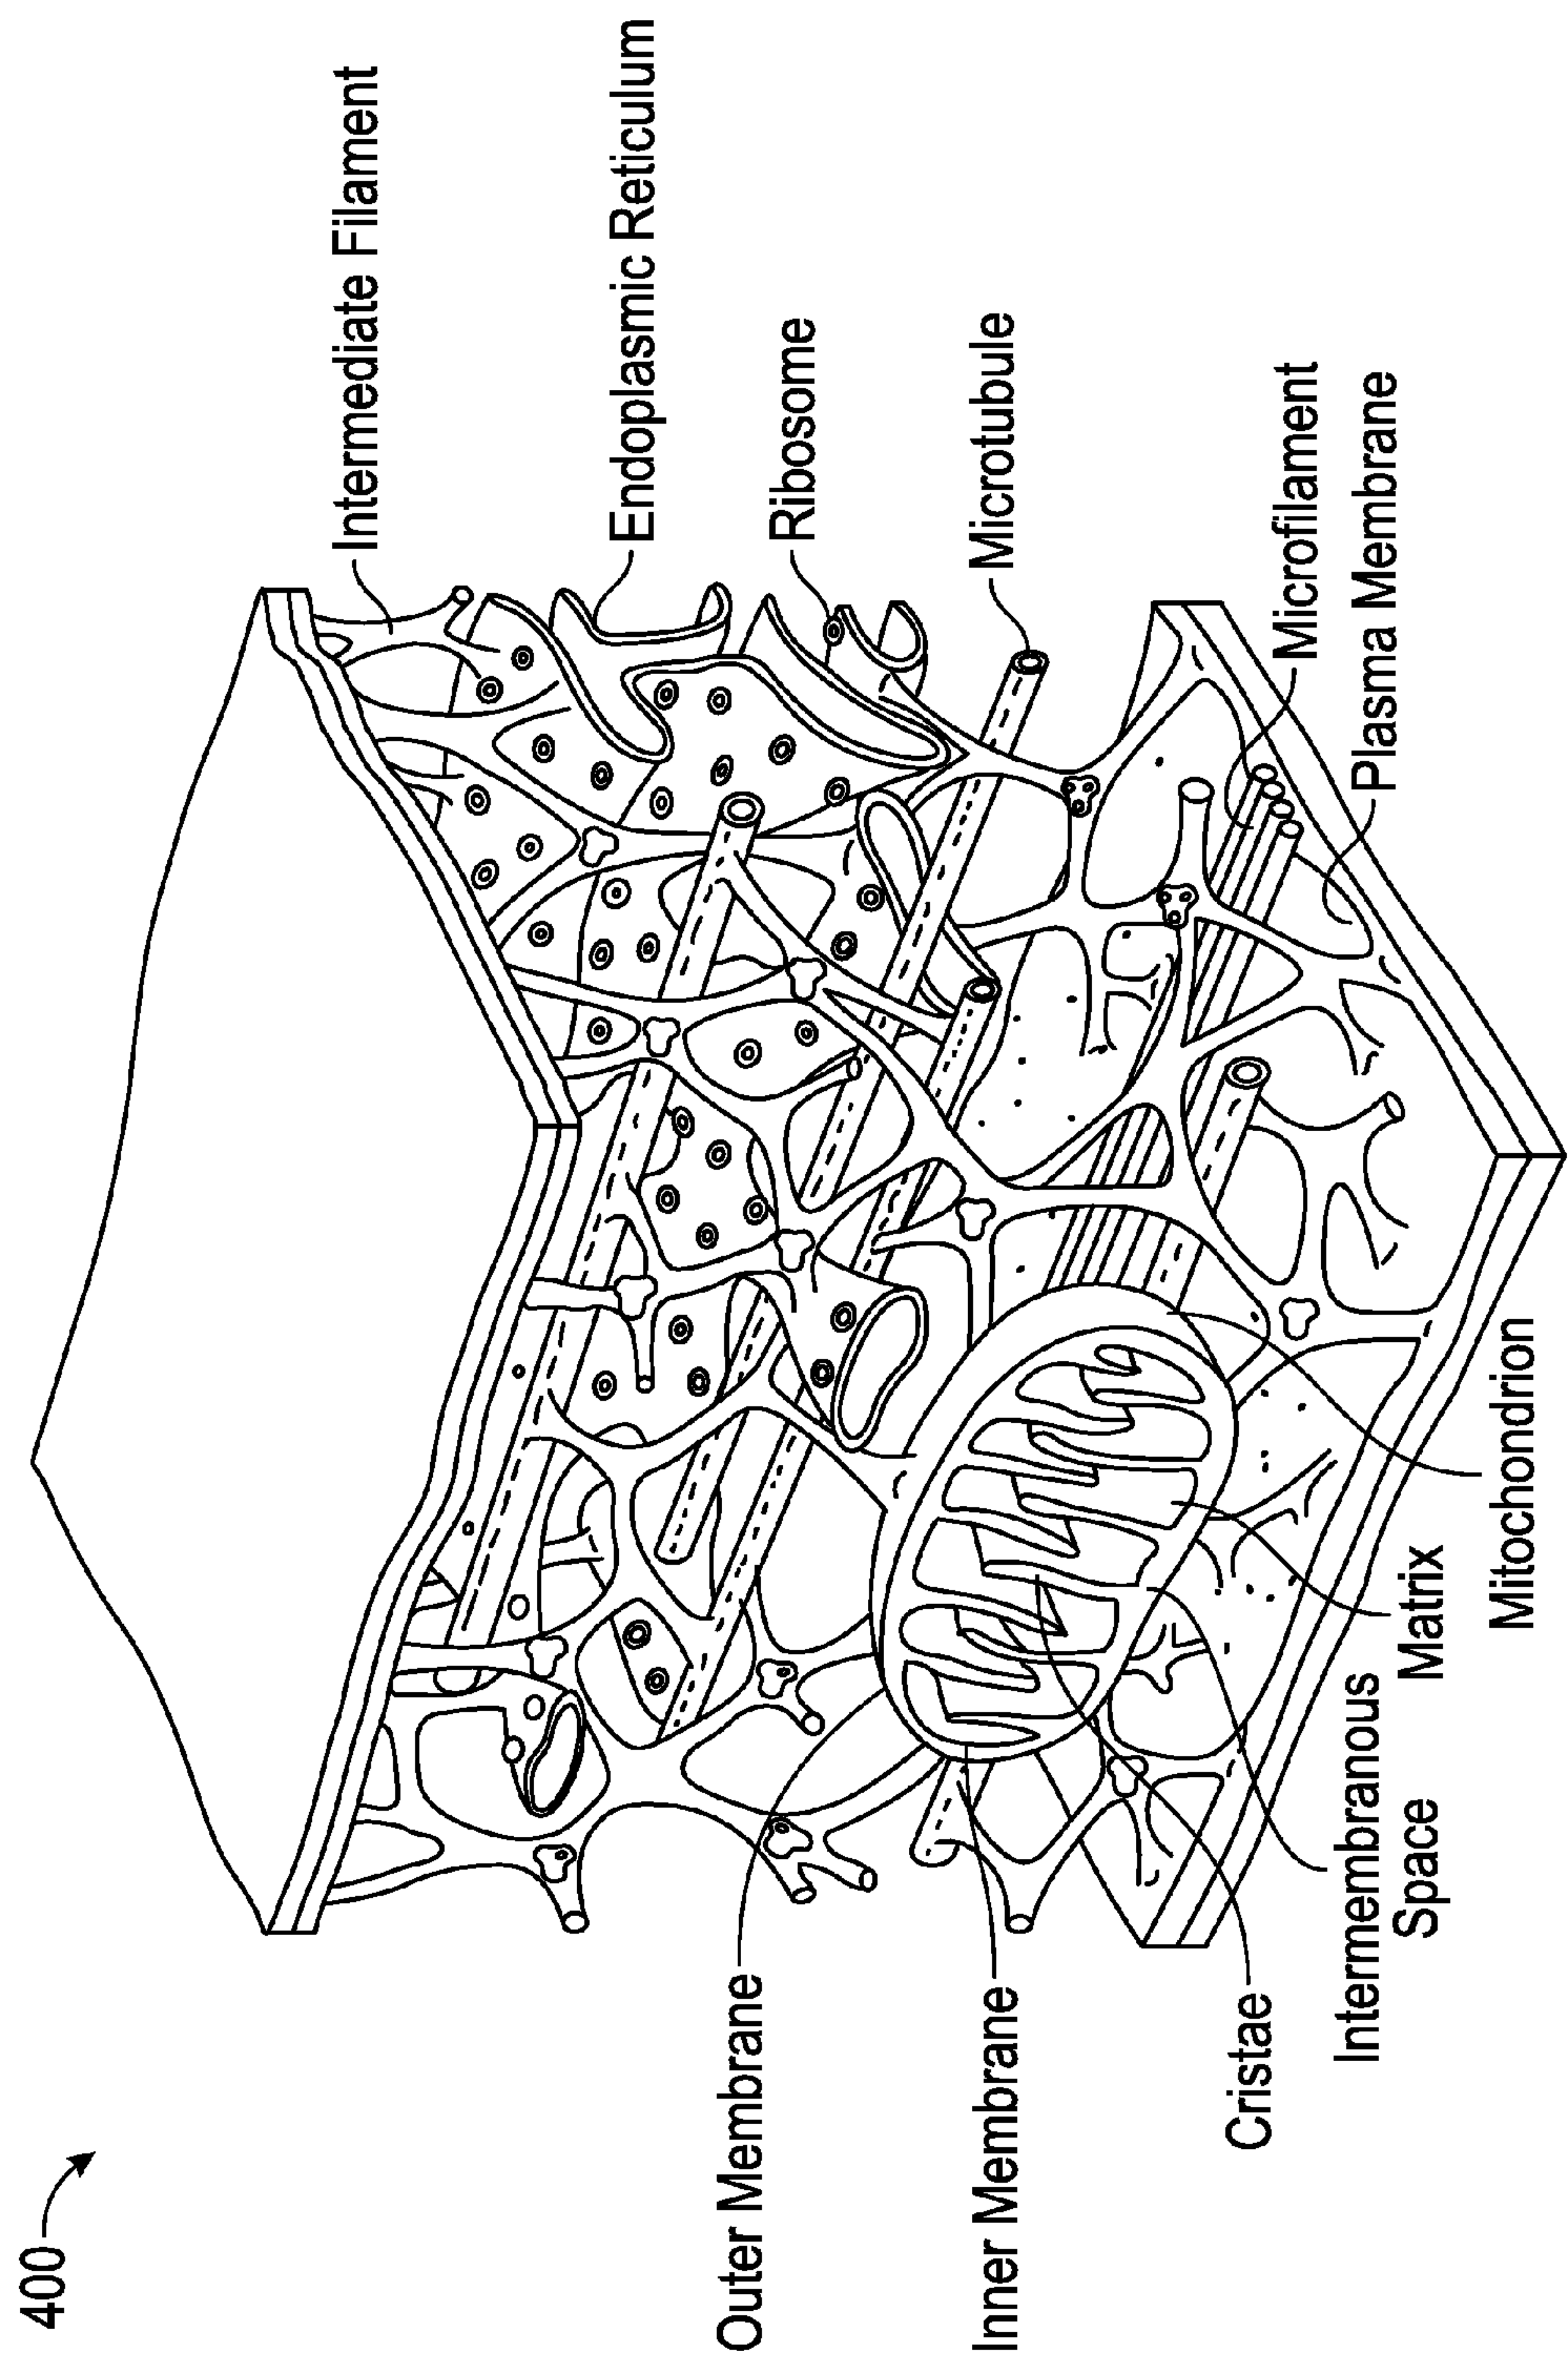 400
Intermediate Filament
Endoplasmic Reticulum
Ribosome
Microtubule
Microfilament
Plasma Membrane
Outer Membrane
Inner Membrane
Cristae
Intermembranous
Space
Matrix
Mitochondrion